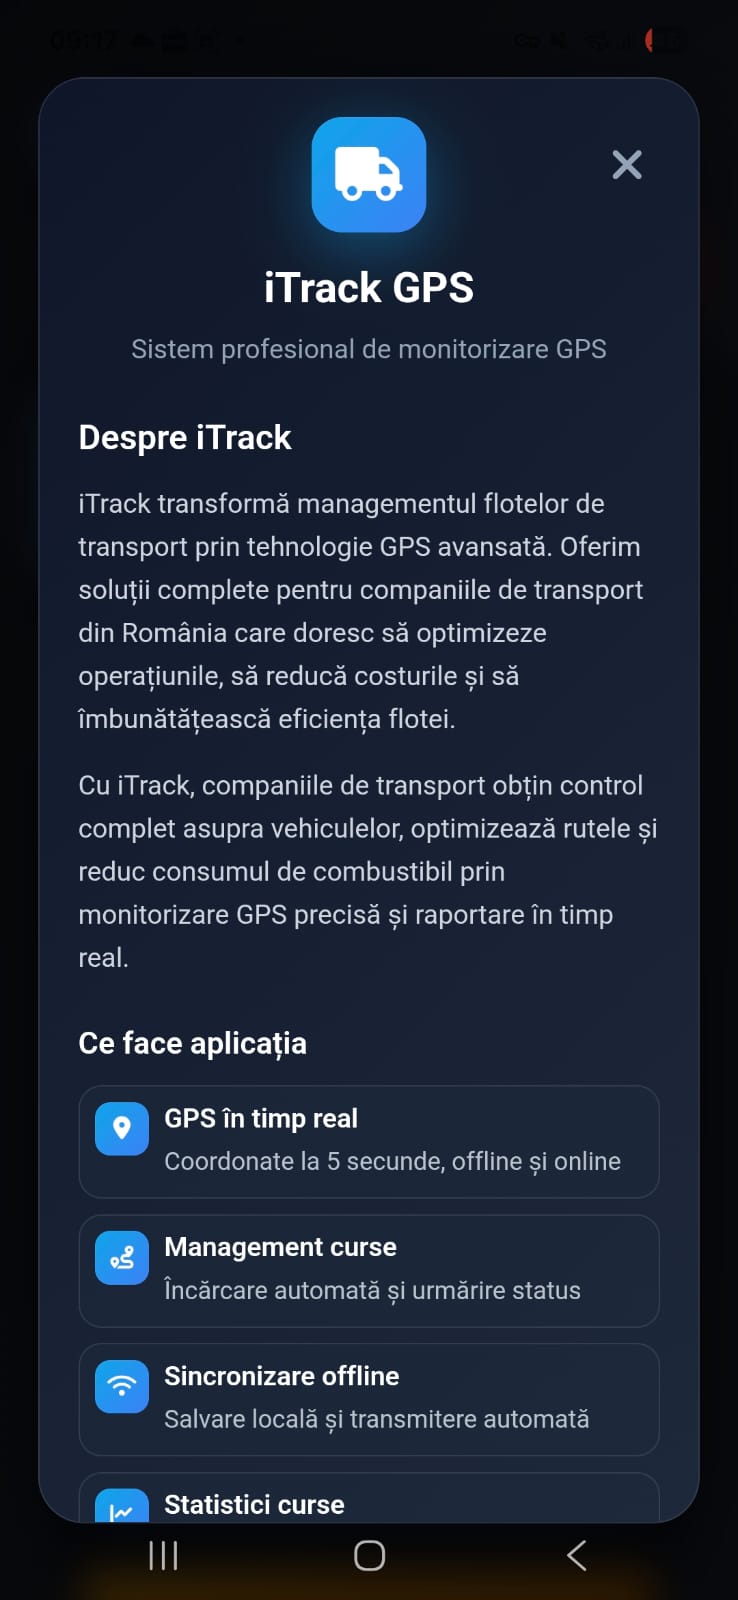 09:17
iTrack GPS
Sistem profesional de monitorizare GPS
Despre iTrack
iTrack transformă managementul flotelor de
transport prin tehnologie GPS avansată. Oferim
soluții complete pentru companiile de transport
din România care doresc să optimizeze
operațiunile, să reducă costurile și să
îmbunătățească eficiența flotei.
Cu iTrack, companiile de transport obțin control
complet asupra vehiculelor, optimizează rutele și
reduc consumul de combustibil prin
monitorizare GPS precisă și raportare în timp
real.
Ce face aplicația
GPS în timp real
Coordonate la 5 secunde, offline și online
Management curse
Încărcare automată și urmărire status
Sincronizare offline
Salvare locală și transmitere automată
Statistici curse